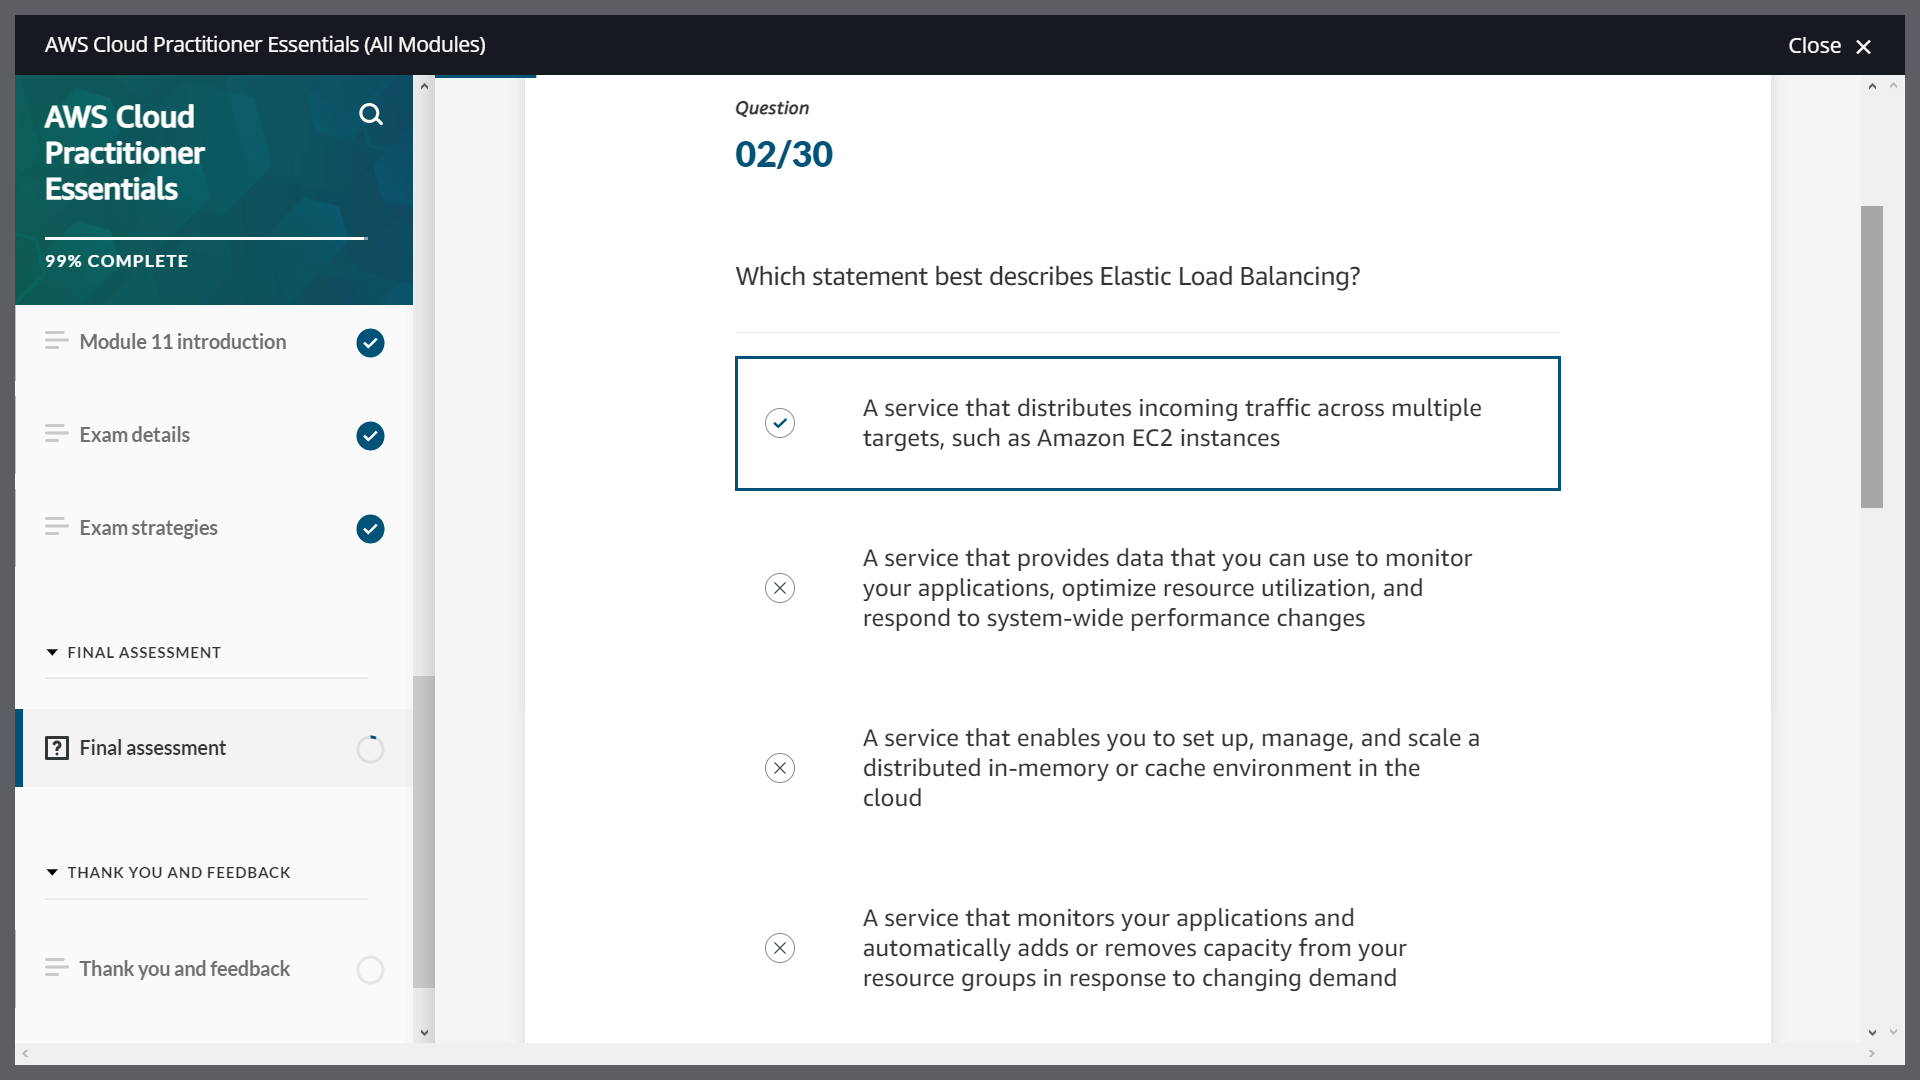 AWS Cloud Practitioner Essentials (All Modules)
Close
AWS Cloud
Practitioner
Essentials
99% COMPLETE
Module 11 introduction
Exam details
Exam strategies
FINAL ASSESSMENT
Final assessment
THANK YOU AND FEEDBACK
Thank you and feedback
Question
02/30
Which statement best describes Elastic Load Balancing?
A service that distributes incoming traffic across multiple
targets, such as Amazon EC2 instances
A service that provides data that you can use to monitor
your applications, optimize resource utilization, and
respond to system-wide performance changes
A service that enables you to set up, manage, and scale a
distributed in-memory or cache environment in the
cloud
A service that monitors your applications and
automatically adds or removes capacity from your
resource groups in response to changing demand